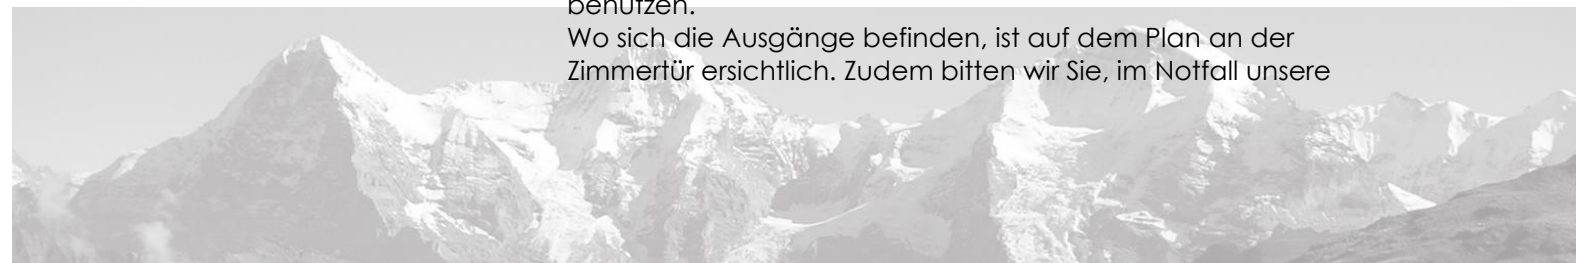 benutzen.
Wo sich die Ausgänge befinden, ist auf dem Plan an der
Zimmertür ersichtlich. Zudem bitten wir Sie, im Notfall unsere